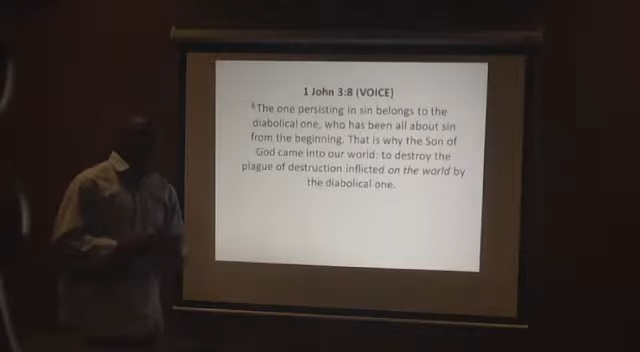 1 John 3:8 (VOICE)
8 The one persisting in sin belongs to the
diabolical one, who has been all about sin
from the beginning. That is why the Son of
God came into our world: to destroy the
plague of destruction inflicted on the world by
the diabolical one.